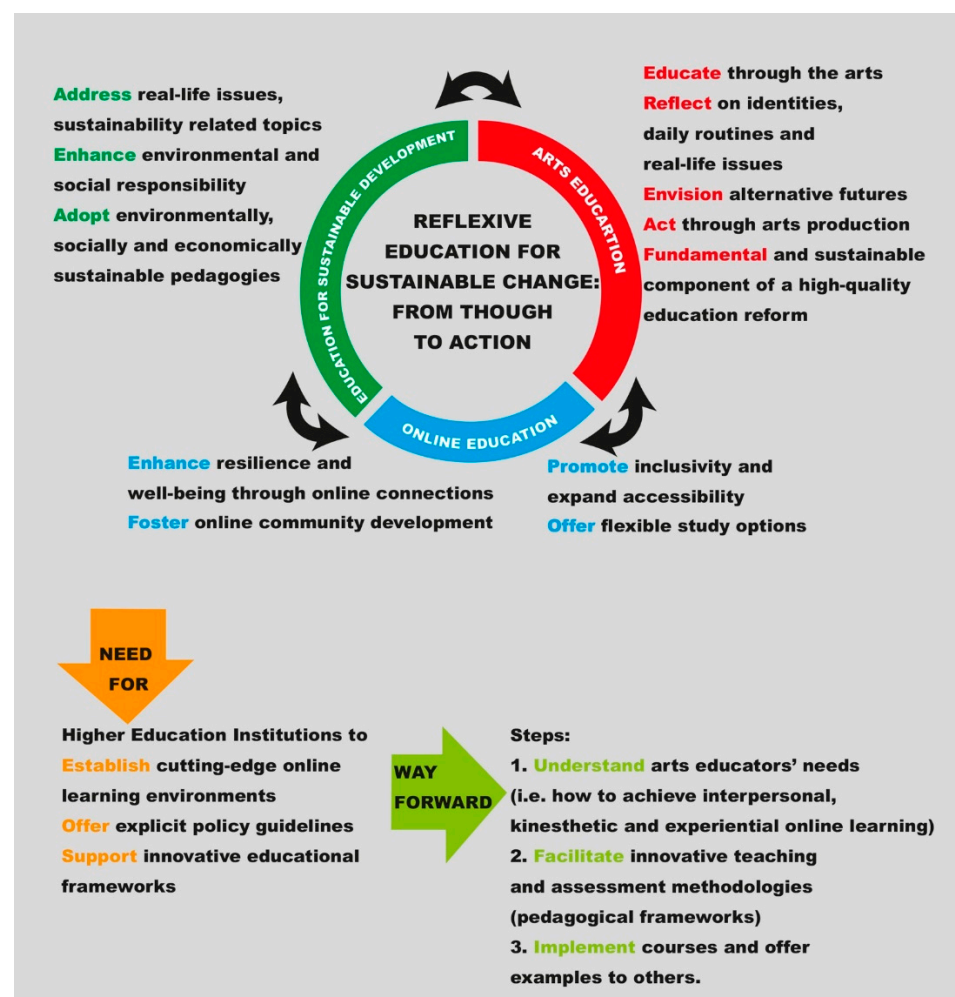 Address real-life issues,
sustainability related topics
Enhance environmental and
social responsibility
Adopt environmentally,
socially and economically
sustainable pedagogies
EDUCATION FOR SUSTAINABLE DEVELOPMENT
ARTS EDUCARTION
ONLINE EDUCATION
REFLEXIVE
EDUCATION FOR
SUSTAINABLE CHANGE:
FROM THOUGH
TO ACTION
Educate through the arts
Reflect on identities,
daily routines and
real-life issues
Envision alternative futures
Act through arts production
Fundamental and sustainable
component of a high-quality
education reform
Enhance resilience and
well-being through online connections
Foster online community development
Promote inclusivity and
expand accessibility
Offer flexible study options
NEED
FOR
Higher Education Institutions to
Establish cutting-edge online
learning environments
Offer explicit policy guidelines
Support innovative educational
frameworks
WAY
FORWARD
Steps:
1. Understand arts educators’ needs
(i.e. how to achieve interpersonal,
kinesthetic and experiential online learning)
2. Facilitate innovative teaching
and assessment methodologies
(pedagogical frameworks)
3. Implement courses and offer
examples to others.